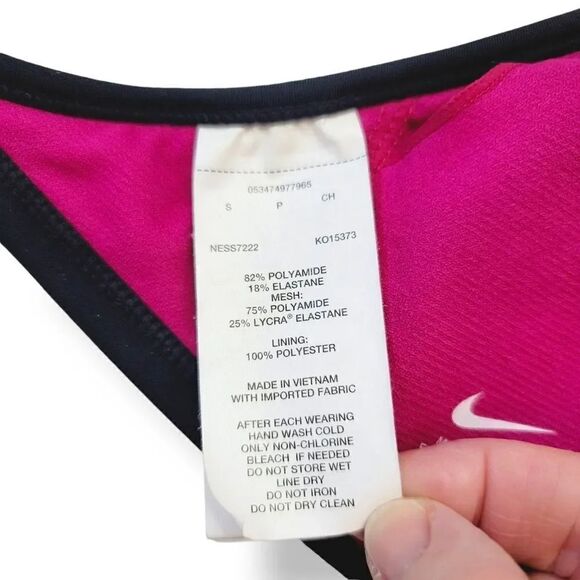 053474977965
S P CH
NESS7222 KO15373
82% POLYAMIDE
18% ELASTANE
MESH:
75% POLYAMIDE
25% LYCRA® ELASTANE
LINING:
100% POLYESTER
MADE IN VIETNAM
WITH IMPORTED FABRIC
AFTER EACH WEARING
HAND WASH COLD
ONLY NON-CHLORINE
BLEACH IF NEEDED
DO NOT STORE WET
LINE DRY
DO NOT IRON
DO NOT DRY CLEAN